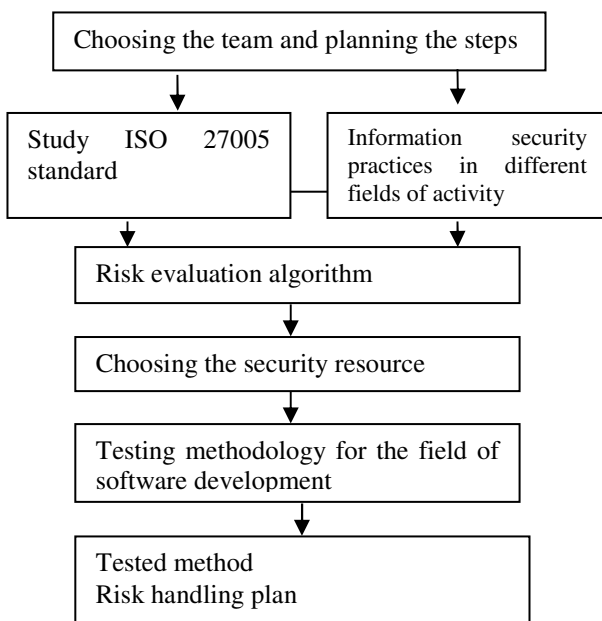 Choosing the team and planning the steps
Study ISO 27005
standard
Information security
practices in different
fields of activity
Risk evaluation algorithm
Choosing the security resource
Testing methodology for the field of
software development
Tested method
Risk handling plan